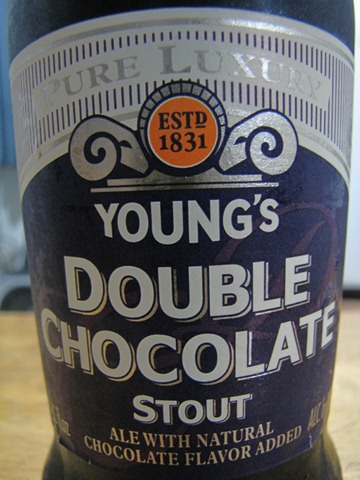 PURE LUXURY
ESTD
1831
YOUNG'S
DOUBLE
CHOCOLATE
STOUT
ALE WITH NATURAL
CHOCOLATE FLAVOR ADDED